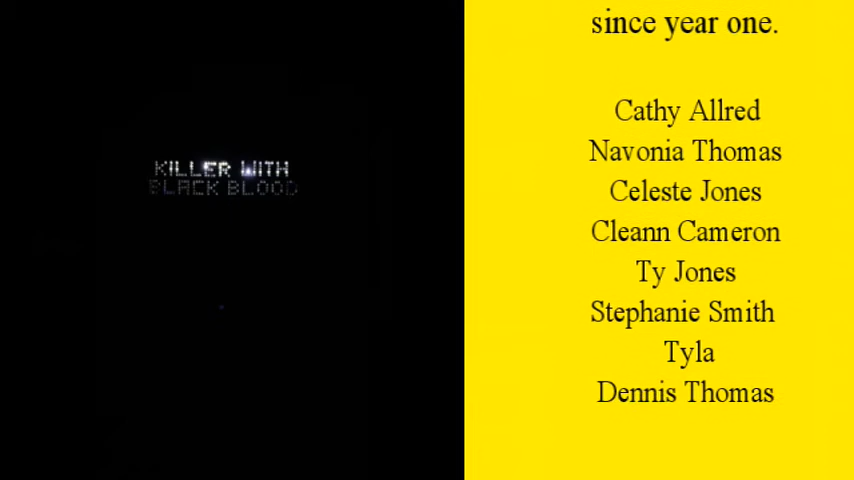 KILLER WITH
BLACK BLOOD
since year one.
Cathy Allred
Navonia Thomas
Celeste Jones
Cleann Cameron
Ty Jones
Stephanie Smith
Tyla
Dennis Thomas